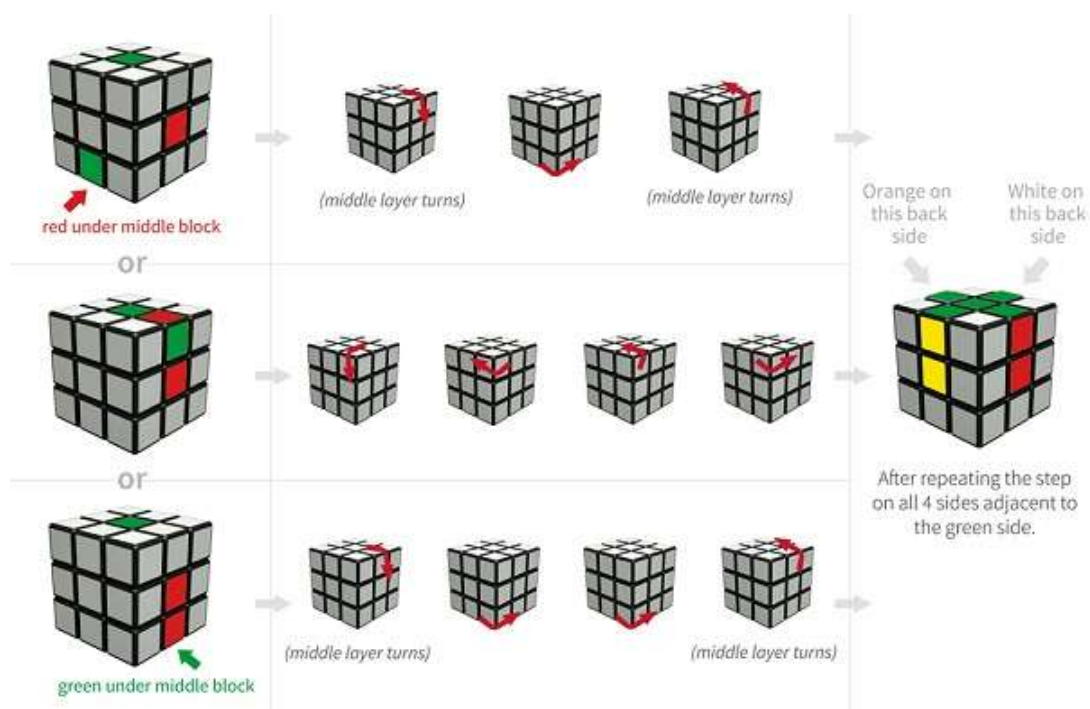 (middle layer turns)
(middle layer turns)
red under middle block
or
Orange on
this back
side
White on
this back
side
or
After repeating the step
on all 4 sides adjacent to
the green side.
(middle layer turns)
(middle layer turns)
green under middle block